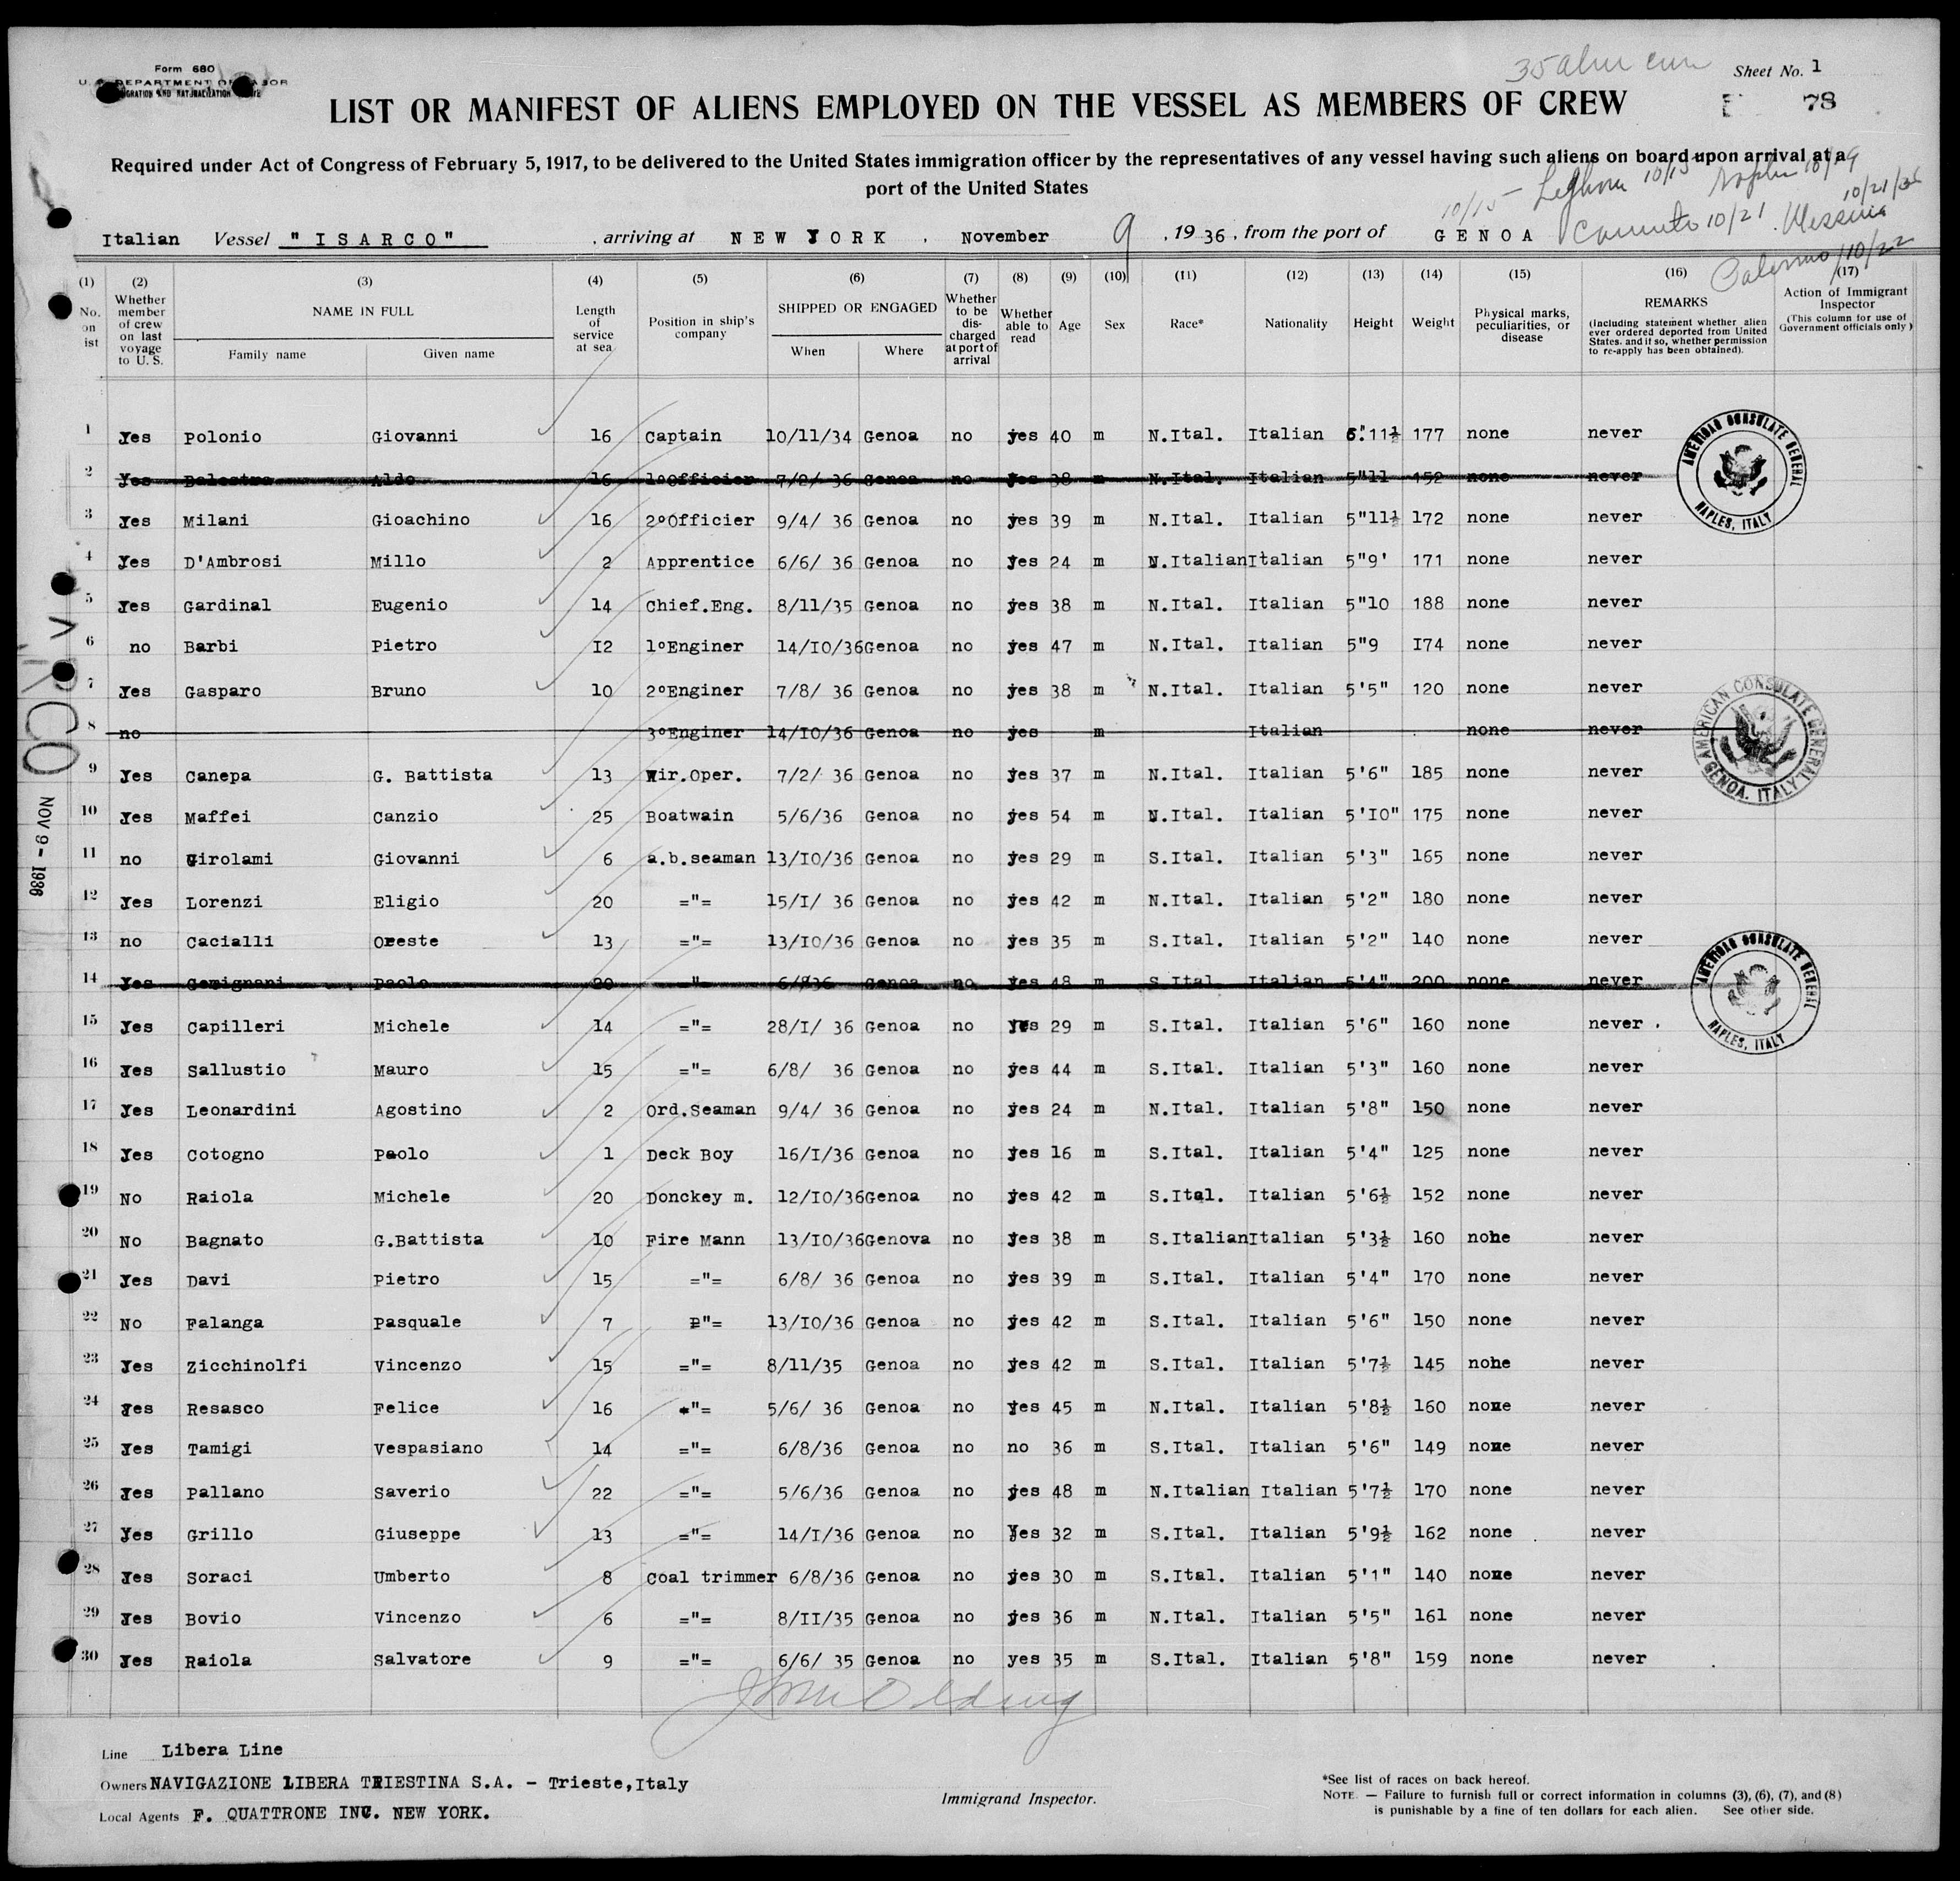 Form 680
U. S. DEPARTMENT OF LABOR
IMMIGRATION AND NATURALIZATION
Sheet No. 1
78
LIST OR MANIFEST OF ALIENS EMPLOYED ON THE VESSEL AS MEMBERS OF CREW
Required under Act of Congress of February 5, 1917, to be delivered to the United States immigration officer by the representatives of any vessel having such aliens on board upon arrival at a
port of the United States
10/15 - Leghorn 10/15 Naples 10/19
Italian Vessel "ISARCO", arriving at NEW YORK, November 9, 1936, from the port of GENOA 10/21 Messina 10/21/36
Palermo 10/22
(1) (2) (3) (4) (5) (6) (7) (8) (9) (10) (11) (12) (13) (14) (15) (16) (17)
No. on ist
Whether member of crew on last voyage to U. S.
NAME IN FULL
Family name Given name
Length of service at sea
Position in ship's company
SHIPPED OR ENGAGED
When Where
Whether to be discharged at port of arrival
Whether able to read
Age
Sex
Race*
Nationality
Height
Weight
Physical marks, peculiarities, or disease
REMARKS
(Including statement whether alien ever ordered deported from United States, and if so, whether permission to re-apply has been obtained).
Action of Immigrant Inspector
(This column for use of Government officials only)
1 Yes Polonio Giovanni 16 Captain 10/11/34 Genoa no yes 40 m N.Ital. Italian 11½ 177 none never
2 Yes Balestra Aldo 16 1°Officier 7/2/ 36 Genoa no Yes 38 m N.Ital. Italian 5"11 152 none never
3 Yes Milani Gioachino 16 2°Officier 9/4/ 36 Genoa no yes 39 m N.Ital. Italian 5"11½ 172 none never
4 Yes D'Ambrosi Millo 2 Apprentice 6/6/ 36 Genoa no Yes 24 m N.Italian Italian 5"9' 171 none never
5 Yes Gardinal Eugenio 14 Chief.Eng. 8/11/35 Genoa no yes 38 m N.Ital. Italian 5"10 188 none never
6 no Barbi Pietro I2 1°Enginer 14/I0/36 Genoa no yes 47 m N.Ital. Italian 5"9 I74 none never
7 Yes Gasparo Bruno 10 2°Enginer 7/8/ 36 Genoa no yes 38 m N.Ital. Italian 5'5" 120 none never
8 no 3°Enginer 14/I0/36 Genoa no yes m Italian none never
9 Yes Canepa G. Battista 13 Wir.Oper. 7/2/ 36 Genoa no yes 37 m N.Ital. Italian 5'6" 185 none never
10 Yes Maffei Canzio 25 Boatwain 5/6/36 Genoa no yes 54 m N.Ital. Italian 5'I0" 175 none never
11 no Girolami Giovanni 6 a.b.seaman 13/I0/36 Genoa no yes 29 m S.Ital. Italian 5'3" 165 none never
12 Yes Lorenzi Eligio 20 ="= 15/I/ 36 Genoa no yes 42 m N.Ital. Italian 5'2" 180 none never
13 no Cacialli Oreste 13 ="= 13/I0/36 Genoa no yes 35 m S.Ital. Italian 5'2" 140 none never
14 Yes Gemignani Paolo 20 " 6/836 Genoa no Yes 48 m S.Ital Italian 5'4" 200 none never
15 Yes Capilleri Michele 14 ="= 28/I/ 36 Genoa no Yes 29 m S.Ital. Italian 5'6" 160 none never
16 Yes Sallustio Mauro 15 ="= 6/8/ 36 Genoa no yes 44 m S.Ital. Italian 5'3" 160 none never
17 Yes Leonardini Agostino 2 Ord.Seaman 9/4/ 36 Genoa no yes 24 m N.Ital. Italian 5'8" 150 none never
18 Yes Cotogno Paolo 1 Deck Boy 16/I/36 Genoa no yes 16 m S.Ital. Italian 5'4" 125 none never
19 No Raiola Michele 20 Donckey m. 12/I0/36 Genoa no yes 42 m S.Ital. Italian 5'6½ 152 none never
20 No Bagnato G.Battista 10 Fire Mann 13/I0/36 Genova no yes 38 m S.Italian Italian 5'3½ 160 nohe never
21 Yes Davi Pietro 15 ="= 6/8/ 36 Genoa no yes 39 m S.Ital. Italian 5'4" 170 none never
22 No Falanga Pasquale 7 "= 13/I0/36 Genoa no yes 42 m S.Ital. Italian 5'6" 150 none never
23 Yes Zicchinolfi Vincenzo 15 ="= 8/11/35 Genoa no yes 42 m S.Ital. Italian 5'7½ 145 nohe never
24 yes Resasco Felice 16 "= 5/6/ 36 Genoa no yes 45 m N.Ital. Italian 5'8½ 160 none never
25 Yes Tamigi Vespasiano 14 ="= 6/8/36 Genoa no no 36 m S.Ital. Italian 5'6" 149 none never
26 yes Pallano Saverio 22 ="= 5/6/36 Genoa no yes 48 m N.Italian Italian 5'7½ 170 none never
27 Yes Grillo Giuseppe 13 ="= 14/I/36 Genoa no Yes 32 m S.Ital. Italian 5'9½ 162 none never
28 Yes Soraci Umberto 8 Coal trimmer 6/8/36 Genoa no yes 30 m S.Ital. Italian 5'1" 140 none never
29 Yes Bovio Vincenzo 6 ="= 8/II/35 Genoa no yes 36 m N.Ital. Italian 5'5" 161 none never
30 Yes Raiola Salvatore 9 ="= 6/6/ 35 Genoa no yes 35 m S.Ital. Italian 5'8" 159 none never
AMERICAN CONSULATE GENERAL
NAPLES, ITALY
AMERICAN CONSULATE GENERAL
GENOA, ITALY
AMERICAN CONSULATE GENERAL
NAPLES, ITALY
NOV 9 - 1936
Line Libera Line
Owners NAVIGAZIONE LIBERA TRIESTINA S.A. - Trieste,Italy
Local Agents F. QUATTRONE INC. NEW YORK.
Immigrand Inspector.
*See list of races on back hereof.
NOTE. — Failure to furnish full or correct information in columns (3), (6), (7), and (8)
is punishable by a fine of ten dollars for each alien. See other side.